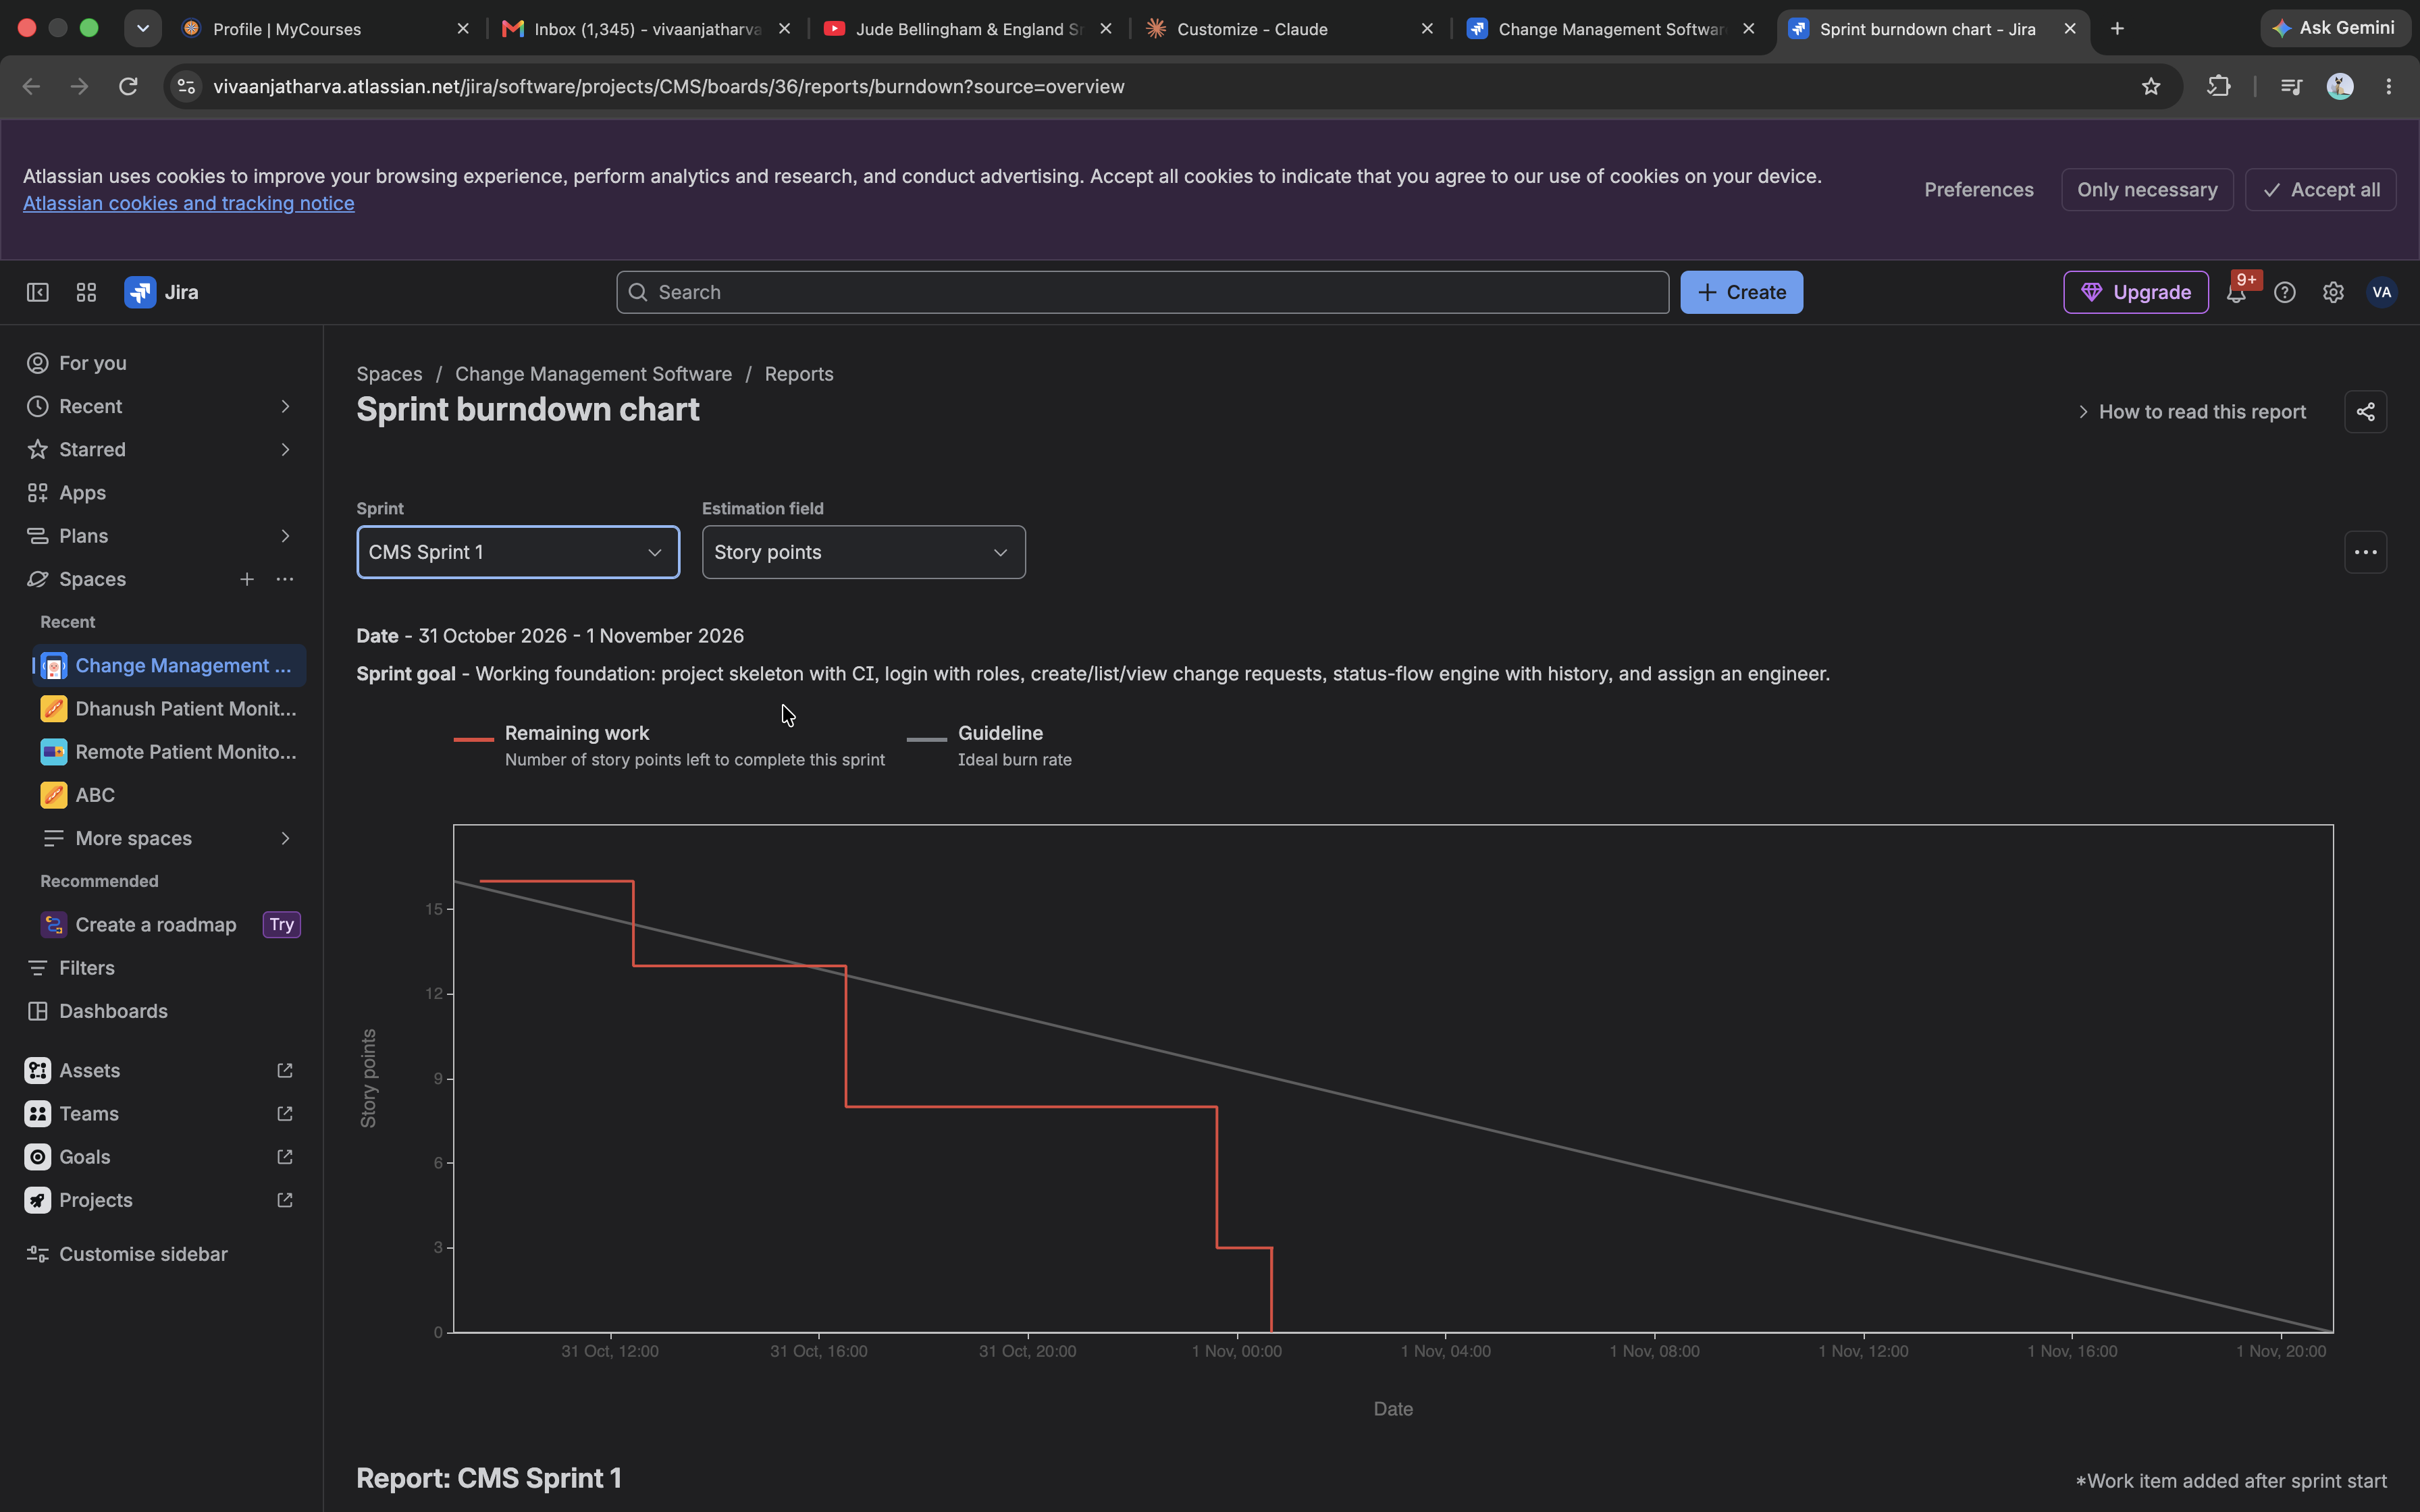 Profile | MyCourses
Inbox (1,345) - vivaanjatharva
Jude Bellingham & England Sr
Customize - Claude
Change Management Softwar
Sprint burndown chart - Jira
Ask Gemini
vivaanjatharva.atlassian.net/jira/software/projects/CMS/boards/36/reports/burndown?source=overview
Atlassian uses cookies to improve your browsing experience, perform analytics and research, and conduct advertising. Accept all cookies to indicate that you agree to our use of cookies on your device.
Atlassian cookies and tracking notice
Preferences
Only necessary
Accept all
Jira
Search
Create
Upgrade
9+
VA
For you
Recent
Starred
Apps
Plans
Spaces
Recent
Change Management ...
Dhanush Patient Monit...
Remote Patient Monito...
ABC
More spaces
Recommended
Create a roadmap
Try
Filters
Dashboards
Assets
Teams
Goals
Projects
Customise sidebar
Spaces / Change Management Software / Reports
Sprint burndown chart
How to read this report
Sprint
CMS Sprint 1
Estimation field
Story points
Date - 31 October 2026 - 1 November 2026
Sprint goal - Working foundation: project skeleton with CI, login with roles, create/list/view change requests, status-flow engine with history, and assign an engineer.
Remaining work
Number of story points left to complete this sprint
Guideline
Ideal burn rate
Story points
15
12
9
6
3
0
31 Oct, 12:00
31 Oct, 16:00
31 Oct, 20:00
1 Nov, 00:00
1 Nov, 04:00
1 Nov, 08:00
1 Nov, 12:00
1 Nov, 16:00
1 Nov, 20:00
Date
Report: CMS Sprint 1
*Work item added after sprint start